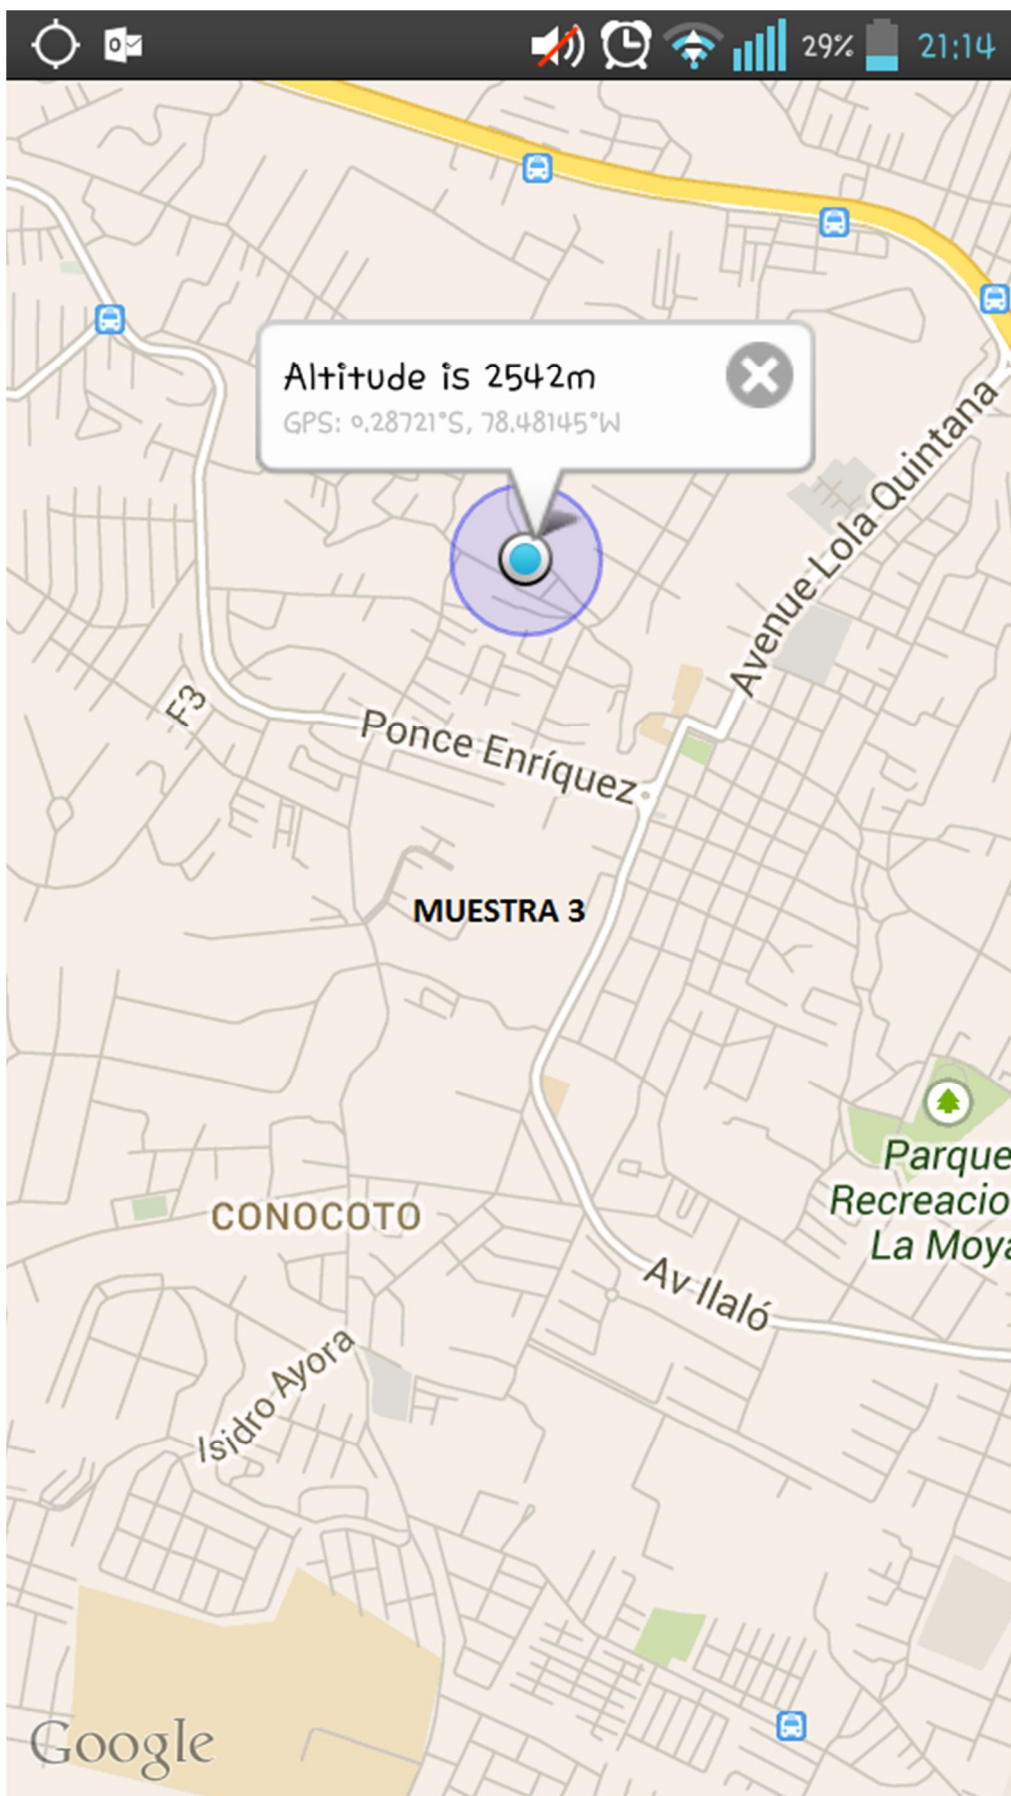 29% 21:14
Altitude is 2542m
GPS: 0.28721°S, 78.48145°W
Avenue Lola Quintana
F3
Ponce Enríquez
MUESTRA 3
Parque
Recreacio
La Moya
CONOCOTO
Av Ilaló
Isidro Ayora
Google